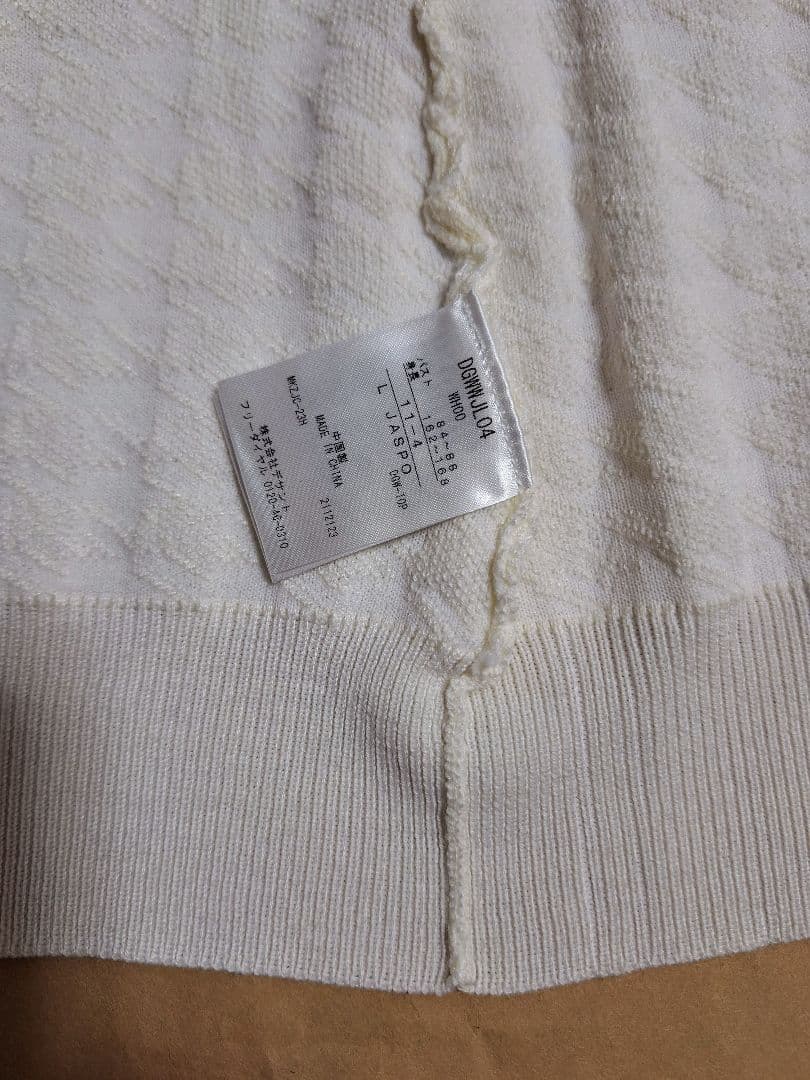 DGWWJL04
WH00
バスト 84～88
身長 162～168
11-4
L JASPO
DGW-TOP
中国製
MADE IN CHINA 2112123
MKZJC-23H
株式会社デサント
フリーダイヤル 0120-46-0310